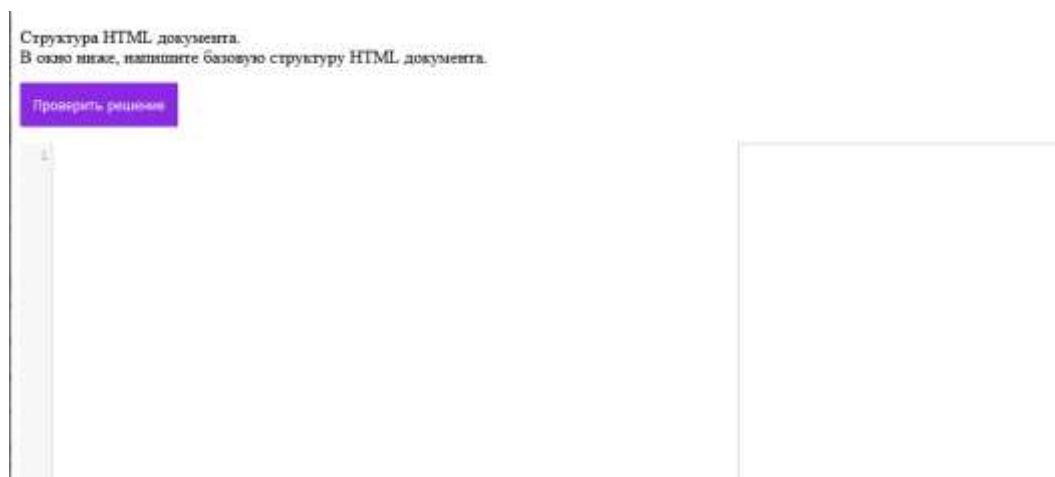 Структура HTML документа.
В окно ниже, напишите базовую структуру HTML документа.
Проверить решение
1